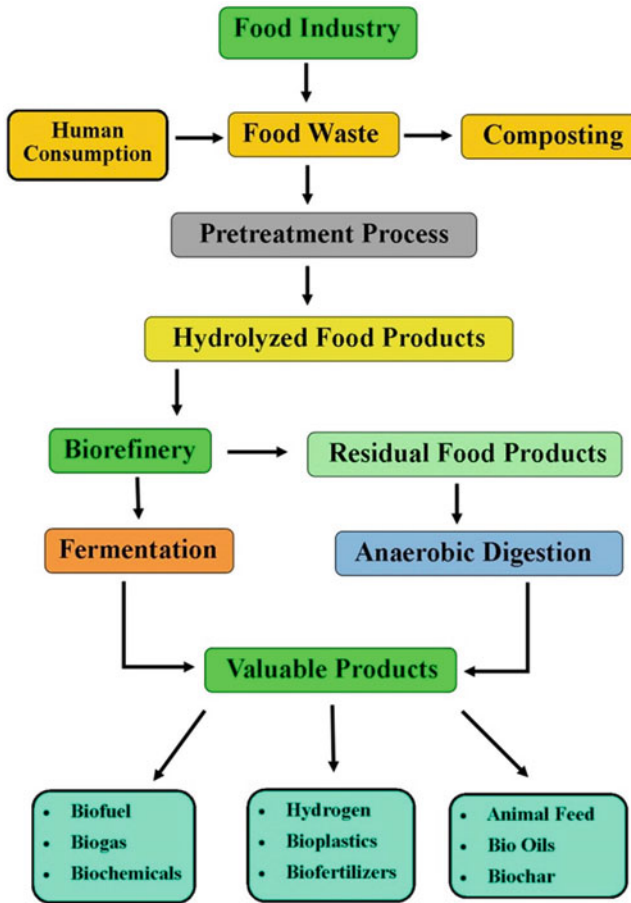 Food Industry
Human
Consumption
Food Waste
Composting
Pretreatment Process
Hydrolyzed Food Products
Biorefinery
Residual Food Products
Fermentation
Anaerobic Digestion
Valuable Products
• Biofuel
• Biogas
• Biochemicals
• Hydrogen
• Bioplastics
• Biofertilizers
• Animal Feed
• Bio Oils
• Biochar